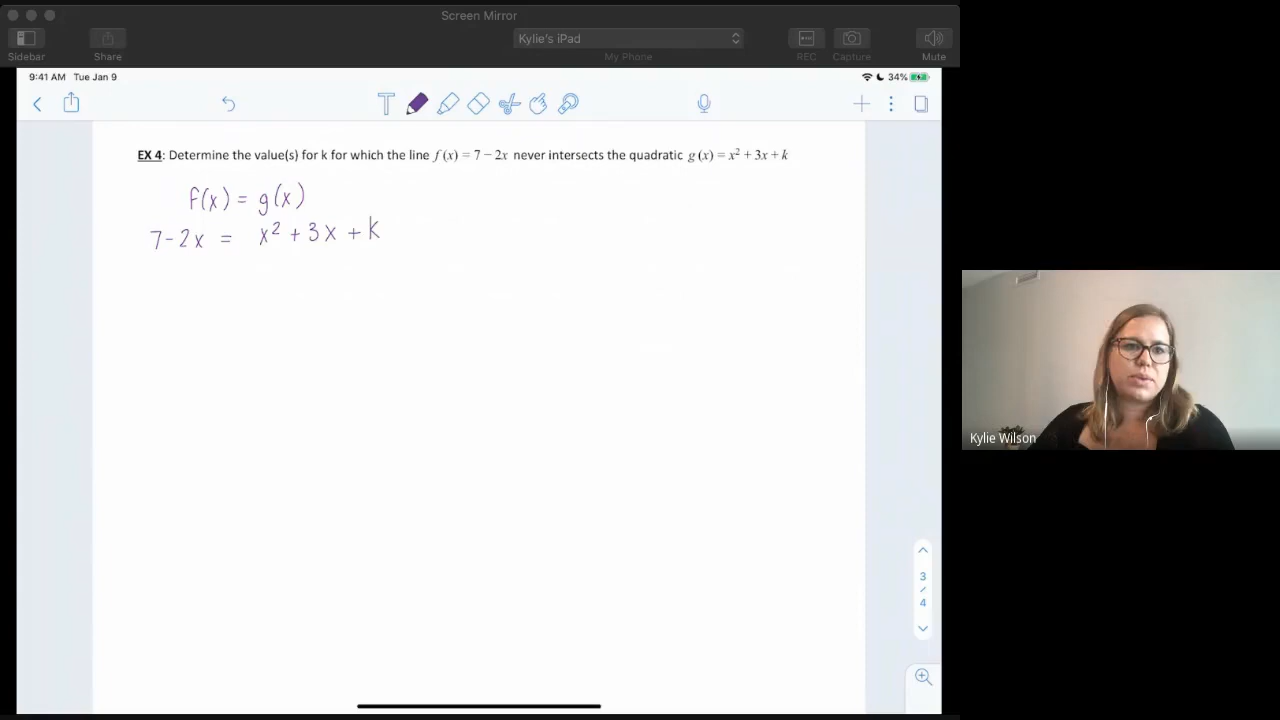 Screen Mirror
Kylie's iPad
Sidebar Share My Phone REC Capture Mute
9:41 AM Tue Jan 9 34%
T
EX 4: Determine the value(s) for k for which the line f(x) = 7 − 2x never intersects the quadratic g(x) = x² + 3x + k
f(x) = g(x)
7-2x = x² + 3x + k
Kylie Wilson
3
/
4